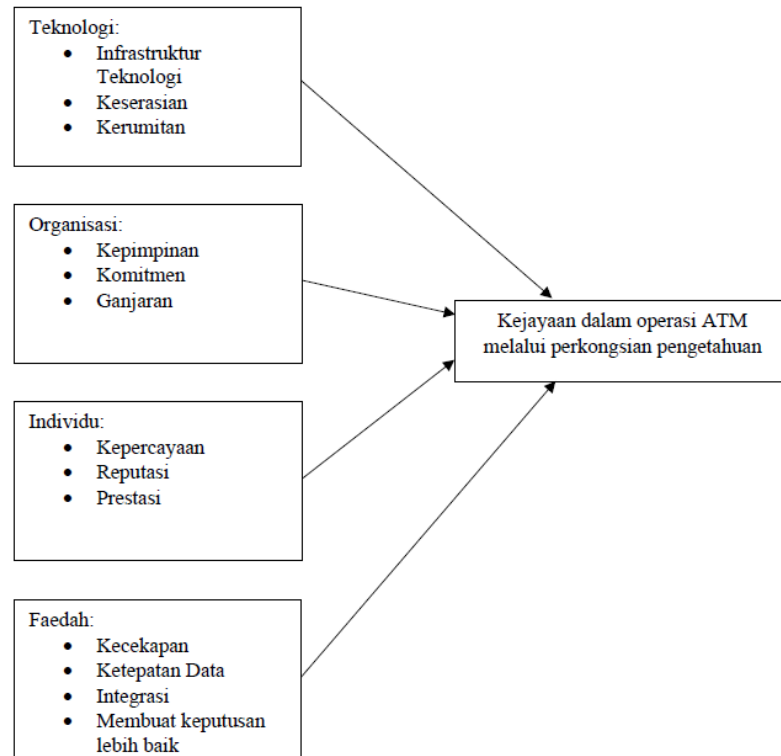 Teknologi:
• Infrastruktur
Teknologi
• Keserasian
• Kerumitan
Organisasi:
• Kepimpinan
• Komitmen
• Ganjaran
Kejayaan dalam operasi ATM
melalui perkongsian pengetahuan
Individu:
• Kepercayaan
• Reputasi
• Prestasi
Faedah:
• Kecekapan
• Ketepatan Data
• Integrasi
• Membuat keputusan
lebih baik